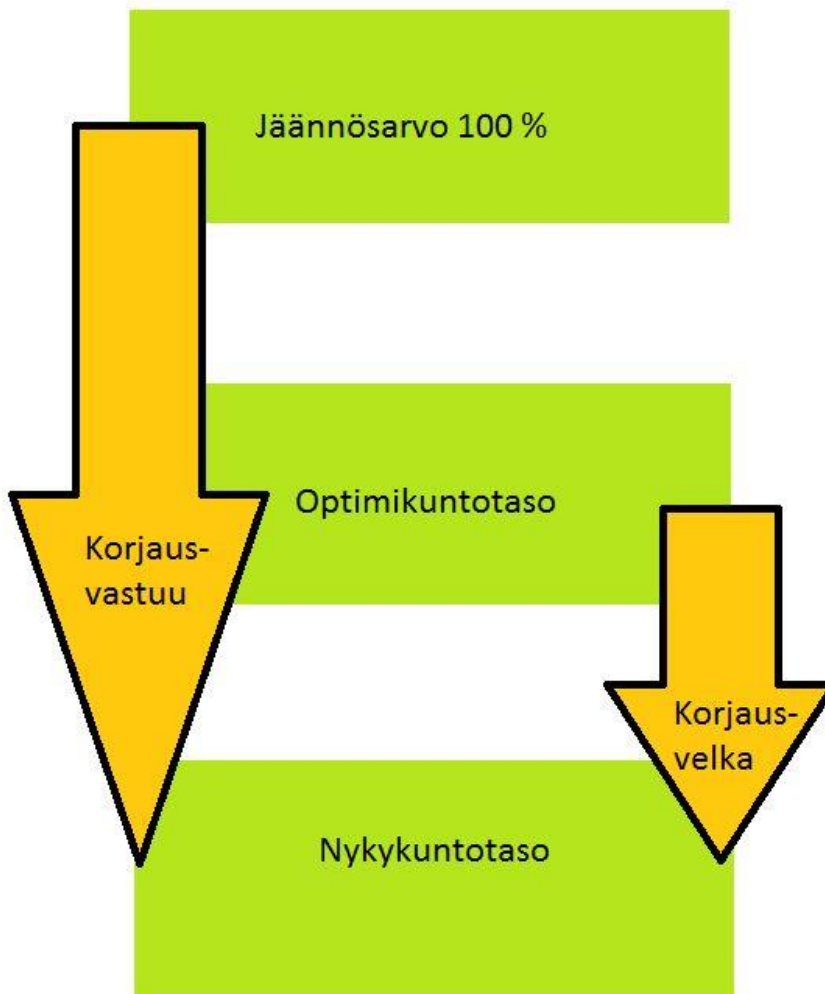 Jäännösarvo 100 %
Optimikuntotaso
Korjaus-
vastuu
Korjaus-
velka
Nykykuntotaso